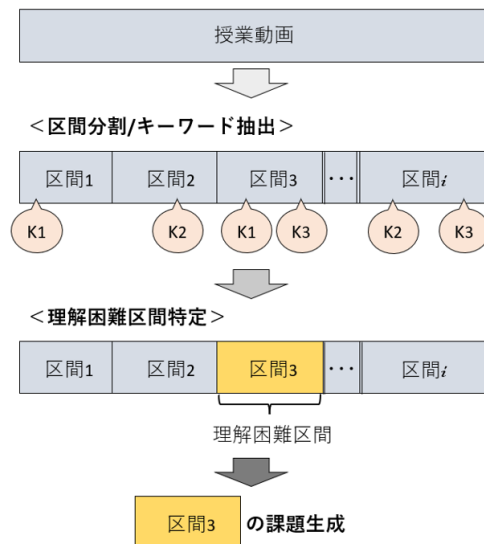 授業動画
＜区間分割/キーワード抽出＞
区間1 区間2 区間3 ･･･ 区間i
K1 K2 K1 K3 K2 K3
＜理解困難区間特定＞
区間1 区間2 区間3 ･･･ 区間i
理解困難区間
区間3 の課題生成